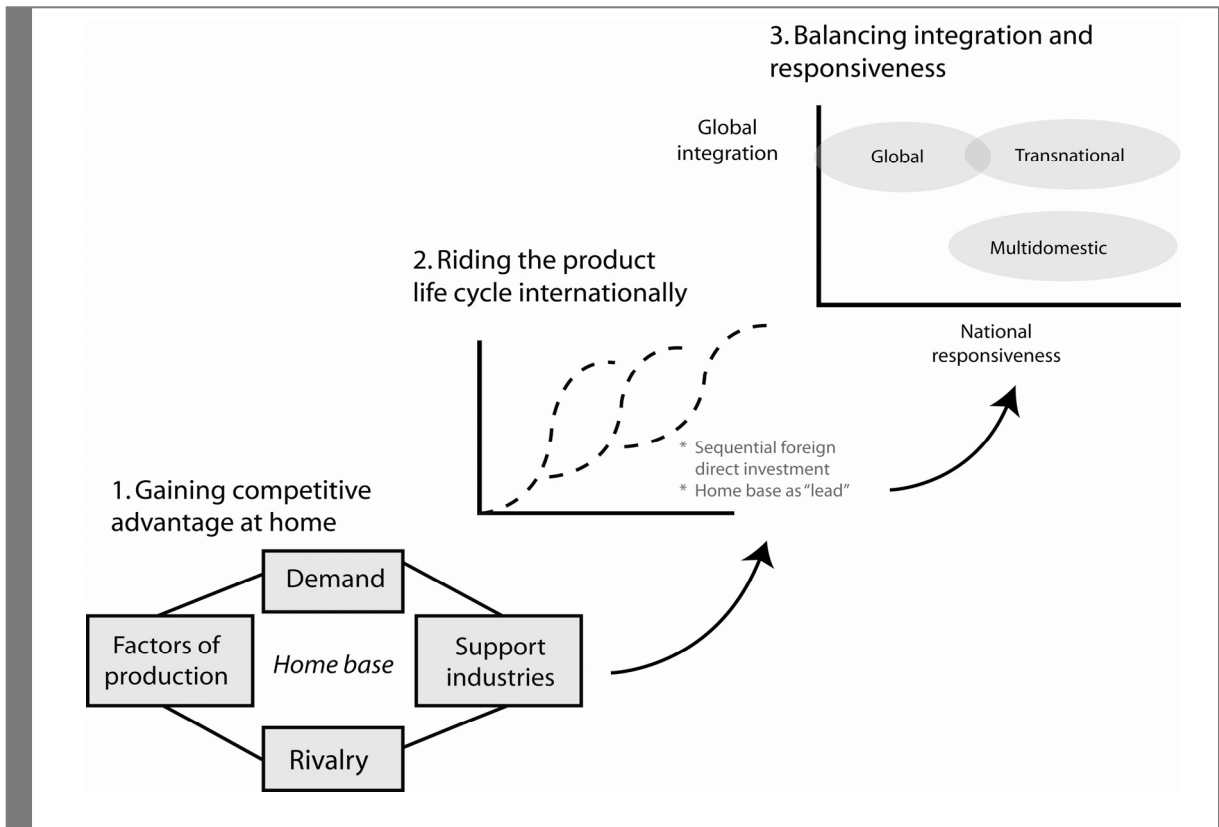 3. Balancing integration and
responsiveness
Global
integration
Global
Transnational
Multidomestic
National
responsiveness
2. Riding the product
life cycle internationally
* Sequential foreign
direct investment
* Home base as "lead"
1. Gaining competitive
advantage at home
Demand
Factors of
production
Home base
Support
industries
Rivalry